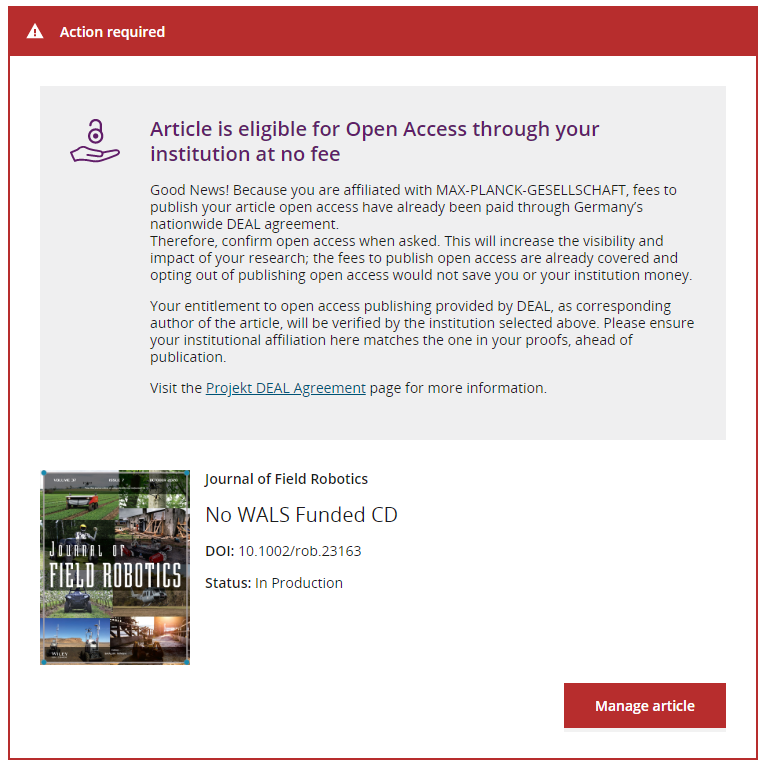 Action required
Article is eligible for Open Access through your
institution at no fee
Good News! Because you are affiliated with MAX-PLANCK-GESELLSCHAFT, fees to
publish your article open access have already been paid through Germany’s
nationwide DEAL agreement.
Therefore, confirm open access when asked. This will increase the visibility and
impact of your research; the fees to publish open access are already covered and
opting out of publishing open access would not save you or your institution money.
Your entitlement to open access publishing provided by DEAL, as corresponding
author of the article, will be verified by the institution selected above. Please ensure
your institutional affiliation here matches the one in your proofs, ahead of
publication.
Visit the Projekt DEAL Agreement page for more information.
JOURNAL OF
FIELD ROBOTICS
WILEY
Journal of Field Robotics
No WALS Funded CD
DOI: 10.1002/rob.23163
Status: In Production
Manage article